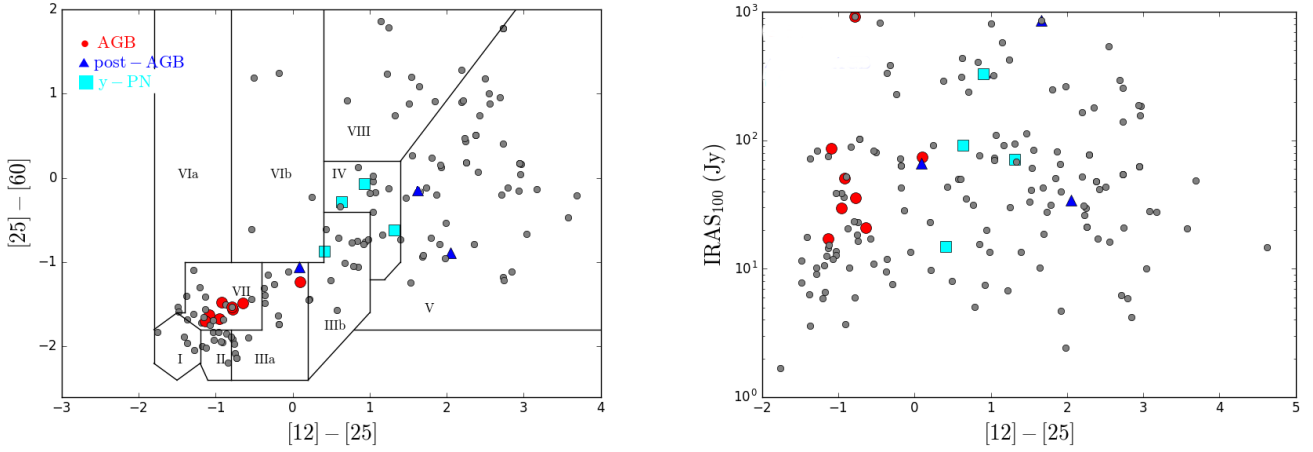 2
1
0
−1
−2
[25]−[60]
AGB
post−AGB
y−PN
VIa
VIb
VIII
IV
VII
V
IIIb
I
II
IIIa
−3
−2
−1
0
1
2
3
4
[12]−[25]
10³
10²
10¹
10⁰
IRAS₁₀₀ (Jy)
−2
−1
0
1
2
3
4
5
[12]−[25]